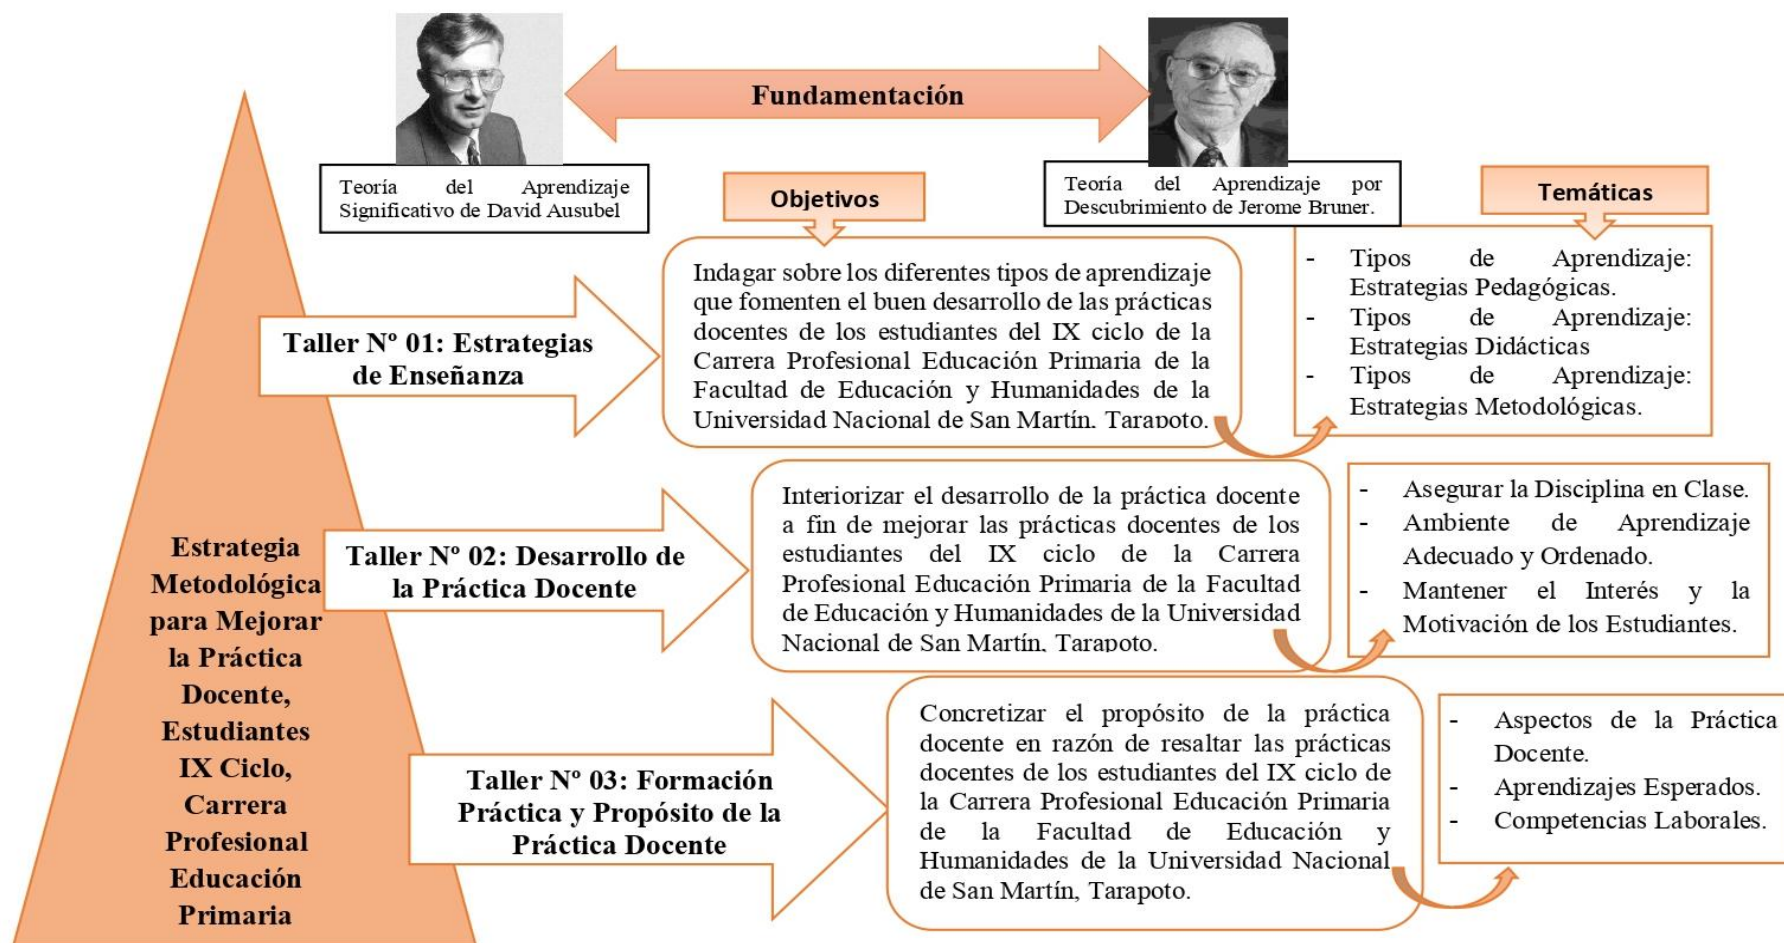 Fundamentación
Teoría del Aprendizaje
Significativo de David Ausubel
Teoría del Aprendizaje por
Descubrimiento de Jerome Bruner.
Objetivos
Temáticas
Estrategia
Metodológica
para Mejorar
la Práctica
Docente,
Estudiantes
IX Ciclo,
Carrera
Profesional
Educación
Primaria
Taller Nº 01: Estrategias
de Enseñanza
Indagar sobre los diferentes tipos de aprendizaje
que fomenten el buen desarrollo de las prácticas
docentes de los estudiantes del IX ciclo de la
Carrera Profesional Educación Primaria de la
Facultad de Educación y Humanidades de la
Universidad Nacional de San Martín, Tarapoto.
- Tipos de Aprendizaje:
Estrategias Pedagógicas.
- Tipos de Aprendizaje:
Estrategias Didácticas
- Tipos de Aprendizaje:
Estrategias Metodológicas.
Taller Nº 02: Desarrollo de
la Práctica Docente
Interiorizar el desarrollo de la práctica docente
a fin de mejorar las prácticas docentes de los
estudiantes del IX ciclo de la Carrera
Profesional Educación Primaria de la Facultad
de Educación y Humanidades de la Universidad
Nacional de San Martín, Tarapoto.
- Asegurar la Disciplina en Clase.
- Ambiente de Aprendizaje
Adecuado y Ordenado.
- Mantener el Interés y la
Motivación de los Estudiantes.
Taller Nº 03: Formación
Práctica y Propósito de la
Práctica Docente
Concretizar el propósito de la práctica
docente en razón de resaltar las prácticas
docentes de los estudiantes del IX ciclo de
la Carrera Profesional Educación Primaria
de la Facultad de Educación y
Humanidades de la Universidad Nacional
de San Martín, Tarapoto.
- Aspectos de la Práctica
Docente.
- Aprendizajes Esperados.
- Competencias Laborales.